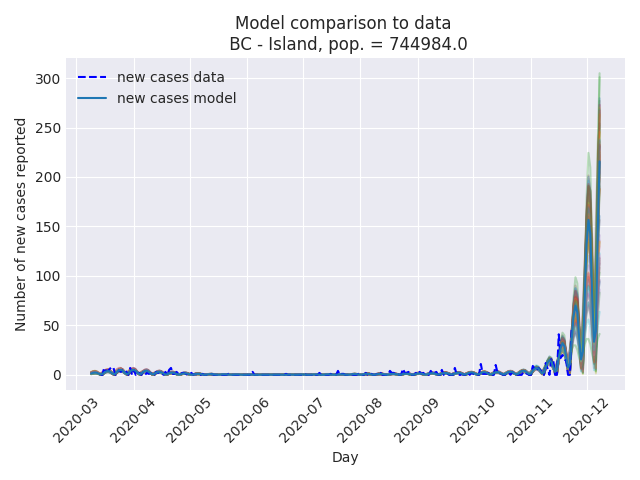 Model comparison to data
BC - Island, pop. = 744984.0
new cases data
new cases model
Number of new cases reported
300
250
200
150
100
50
0
2020-03
2020-04
2020-05
2020-06
2020-07
2020-08
2020-09
2020-10
2020-11
2020-12
Day